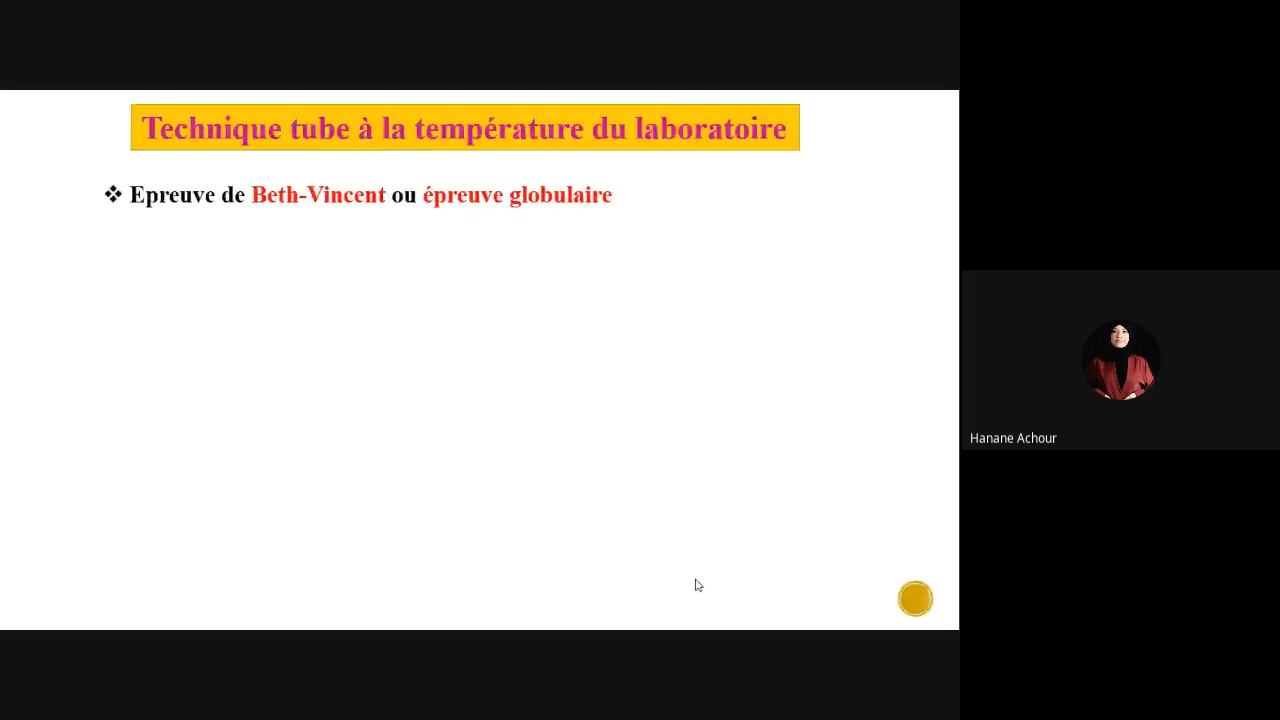 Technique tube à la température du laboratoire
❖ Epreuve de Beth-Vincent ou épreuve globulaire
Hanane Achour